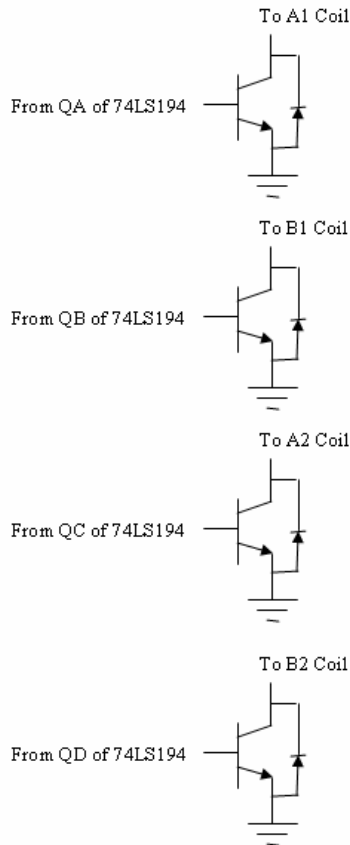 To A1 Coil
From QA of 74LS194
To B1 Coil
From QB of 74LS194
To A2 Coil
From QC of 74LS194
To B2 Coil
From QD of 74LS194